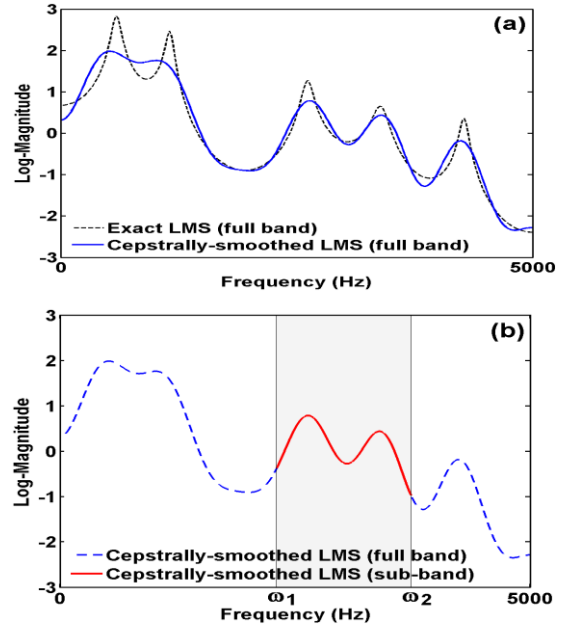 3
(a)
2
1
0
-1
-2
-3
Log-Magnitude
Exact LMS (full band)
Cepstrally-smoothed LMS (full band)
0
5000
Frequency (Hz)
3
(b)
2
1
0
-1
-2
-3
Log-Magnitude
Cepstrally-smoothed LMS (full band)
Cepstrally-smoothed LMS (sub-band)
0
ω1
ω2
5000
Frequency (Hz)